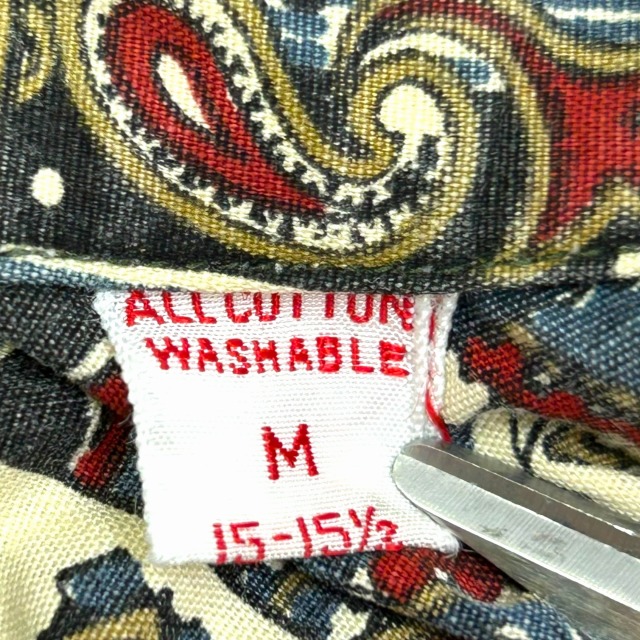 ALL COTTON
WASHABLE
M
15-15½